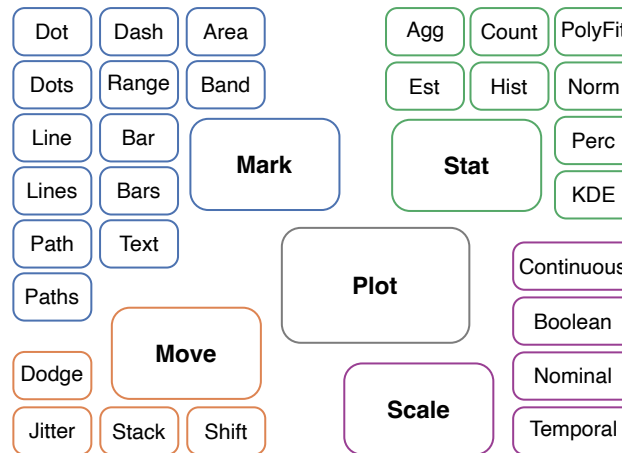 Dot Dash Area
Dots Range Band
Line Bar
Lines Bars
Path Text
Paths
Mark
Agg Count PolyFit
Est Hist Norm
Perc
KDE
Stat
Plot
Move
Dodge
Jitter Stack Shift
Scale
Continuous
Boolean
Nominal
Temporal